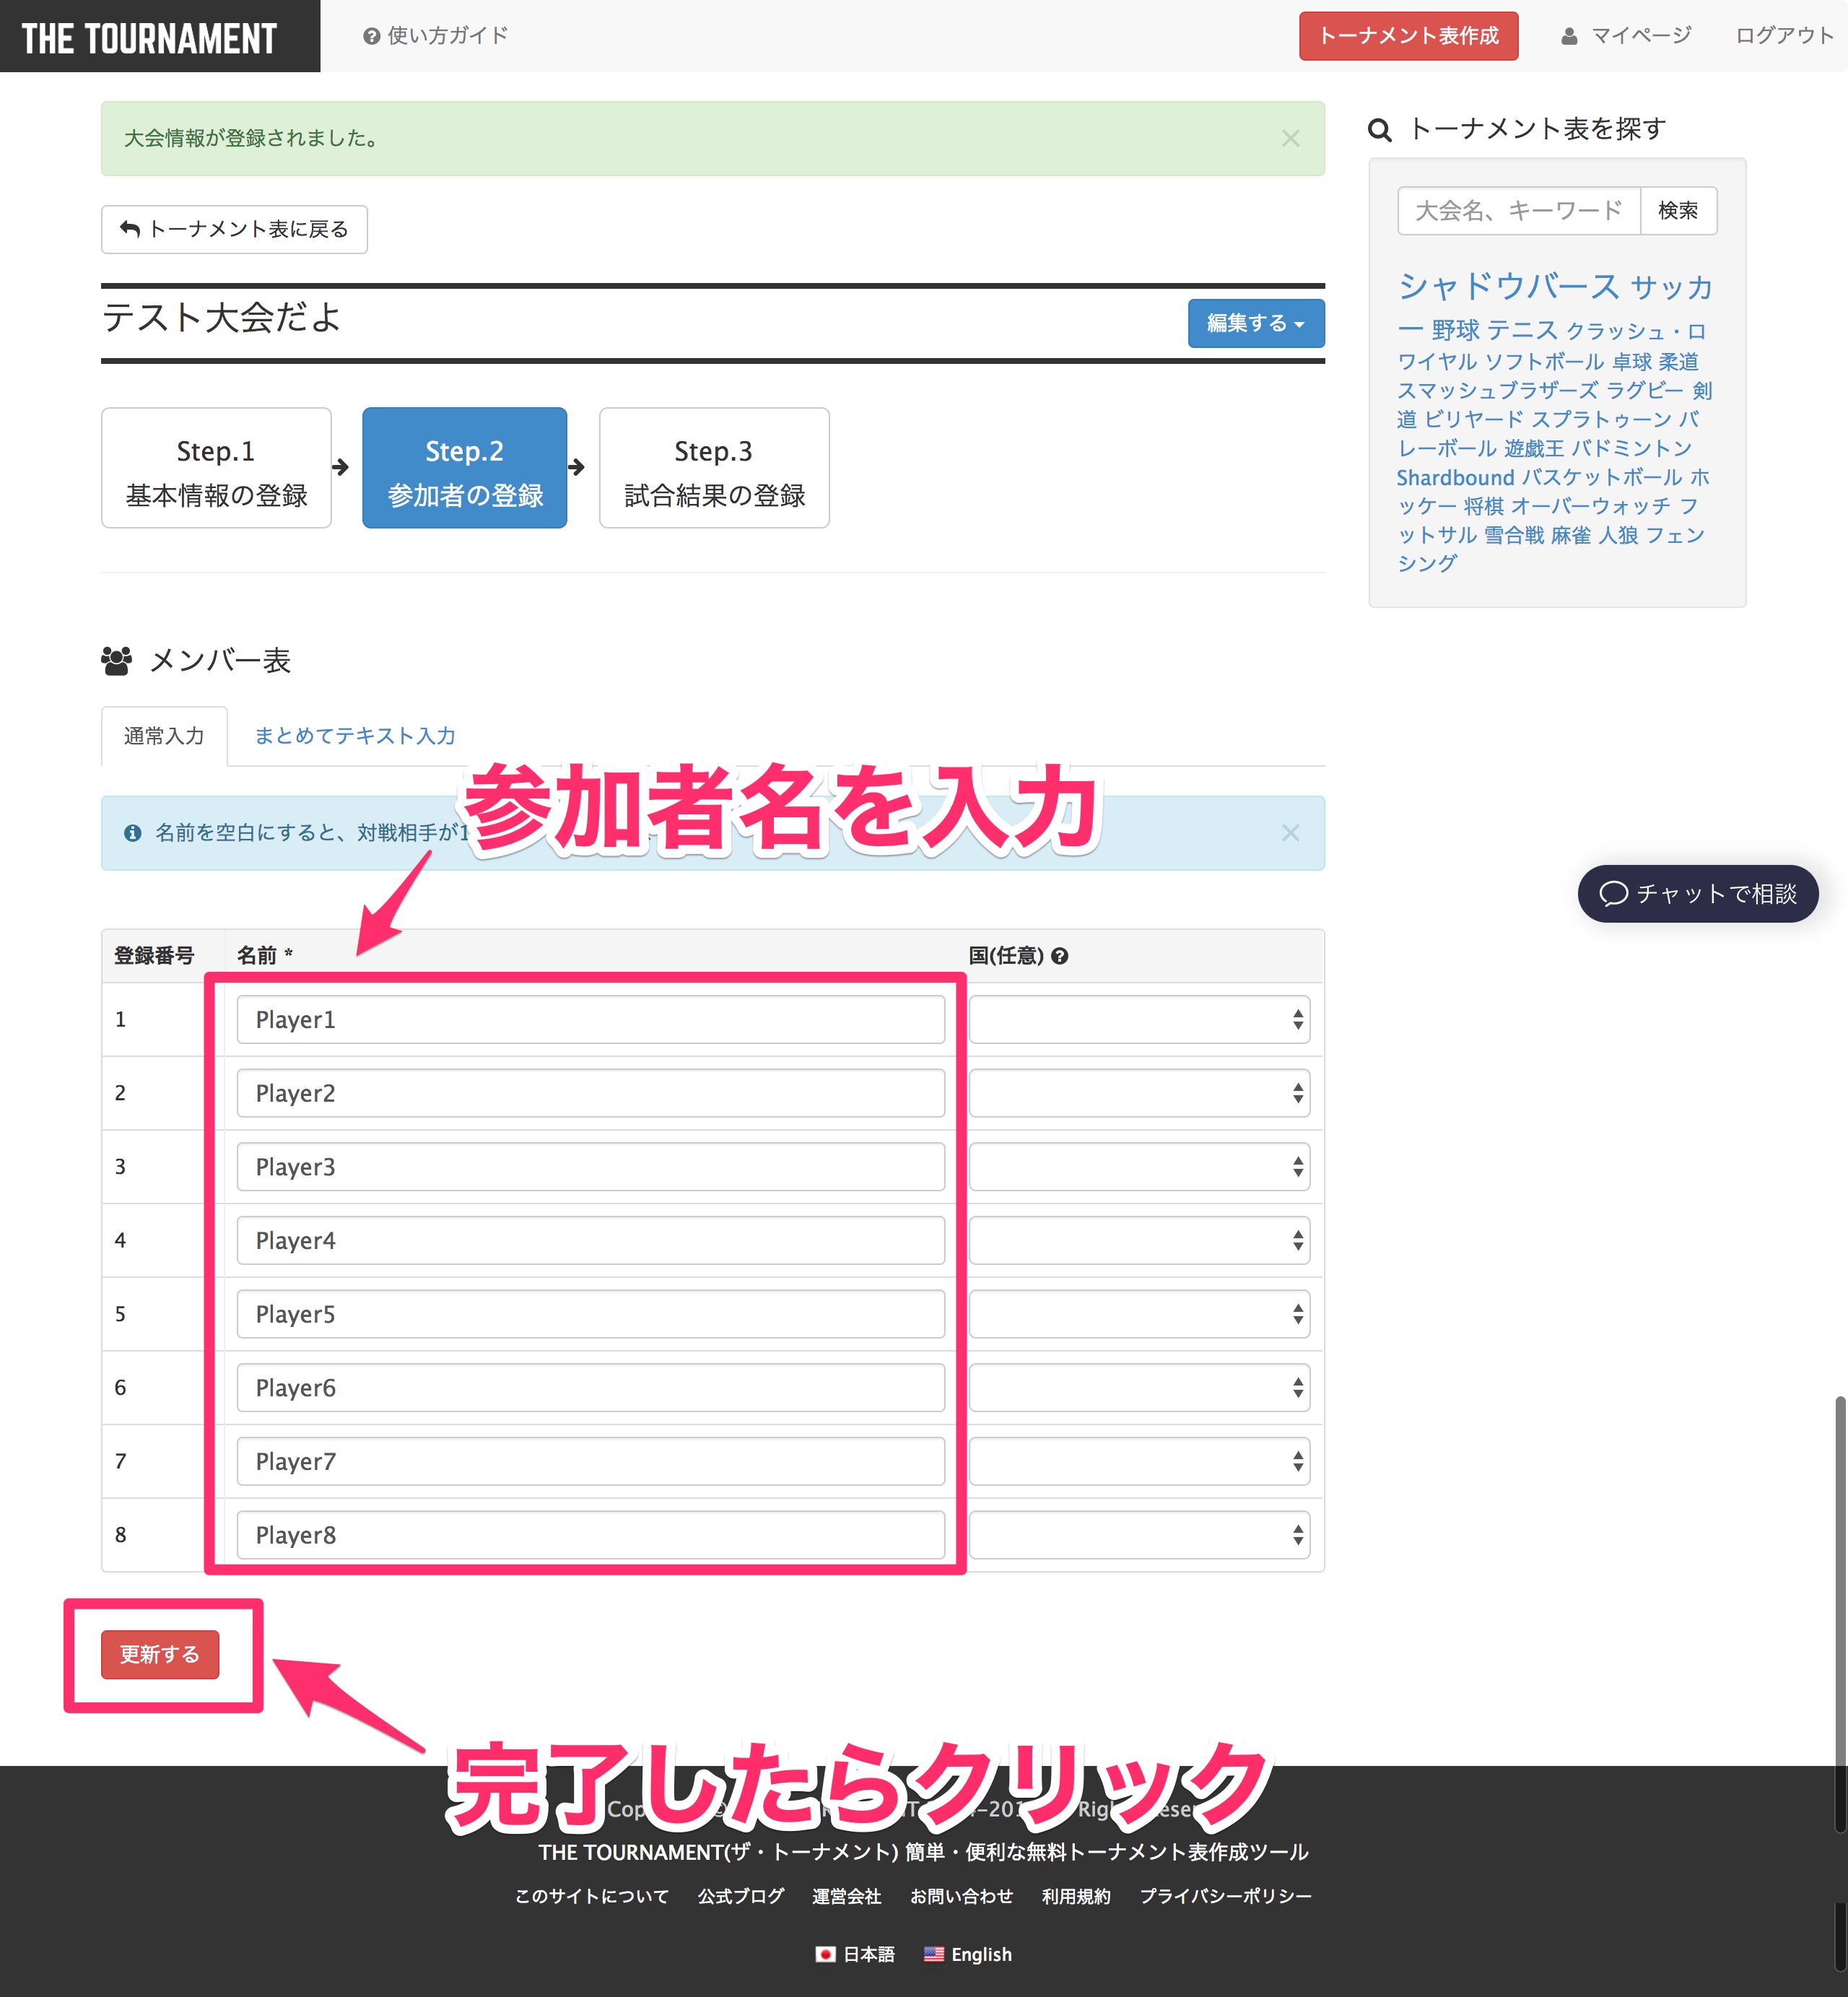 THE TOURNAMENT
使い方ガイド
トーナメント表作成
マイページ
ログアウト
大会情報が登録されました。
トーナメント表に戻る
テスト大会だよ
編集する
Step.1
基本情報の登録
Step.2
参加者の登録
Step.3
試合結果の登録
メンバー表
通常入力
まとめてテキスト入力
参加者名を入力
名前を空白にすると、対戦相手が
登録番号
名前 *
国(任意)
1
Player1
2
Player2
3
Player3
4
Player4
5
Player5
6
Player6
7
Player7
8
Player8
更新する
完了したらクリック
トーナメント表を探す
大会名、キーワード
検索
シャドウバース サッカ
ー 野球 テニス クラッシュ・ロ
ワイヤル ソフトボール 卓球 柔道
スマッシュブラザーズ ラグビー 剣
道 ビリヤード スプラトゥーン バ
レーボール 遊戯王 バドミントン
Shardbound バスケットボール ホ
ッケー 将棋 オーバーウォッチ フ
ットサル 雪合戦 麻雀 人狼 フェン
シング
チャットで相談
THE TOURNAMENT(ザ・トーナメント) 簡単・便利な無料トーナメント表作成ツール
このサイトについて 公式ブログ 運営会社 お問い合わせ 利用規約 プライバシーポリシー
日本語 English